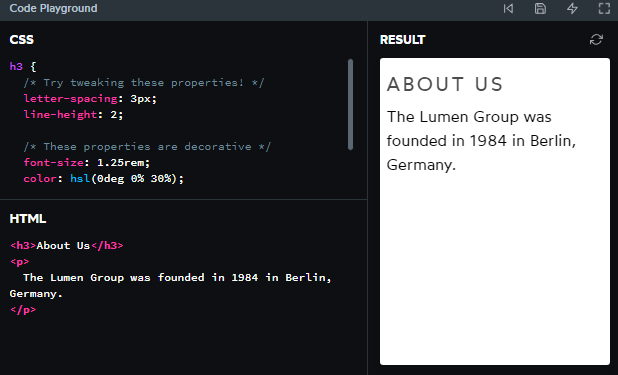 Code Playground
CSS
h3 {
/* Try tweaking these properties! */
letter-spacing: 3px;
line-height: 2;
/* These properties are decorative */
font-size: 1.25rem;
color: hsl(0deg 0% 30%);
HTML
<h3>About Us</h3>
<p>
The Lumen Group was founded in 1984 in Berlin,
Germany.
</p>
RESULT
ABOUT US
The Lumen Group was
founded in 1984 in Berlin,
Germany.